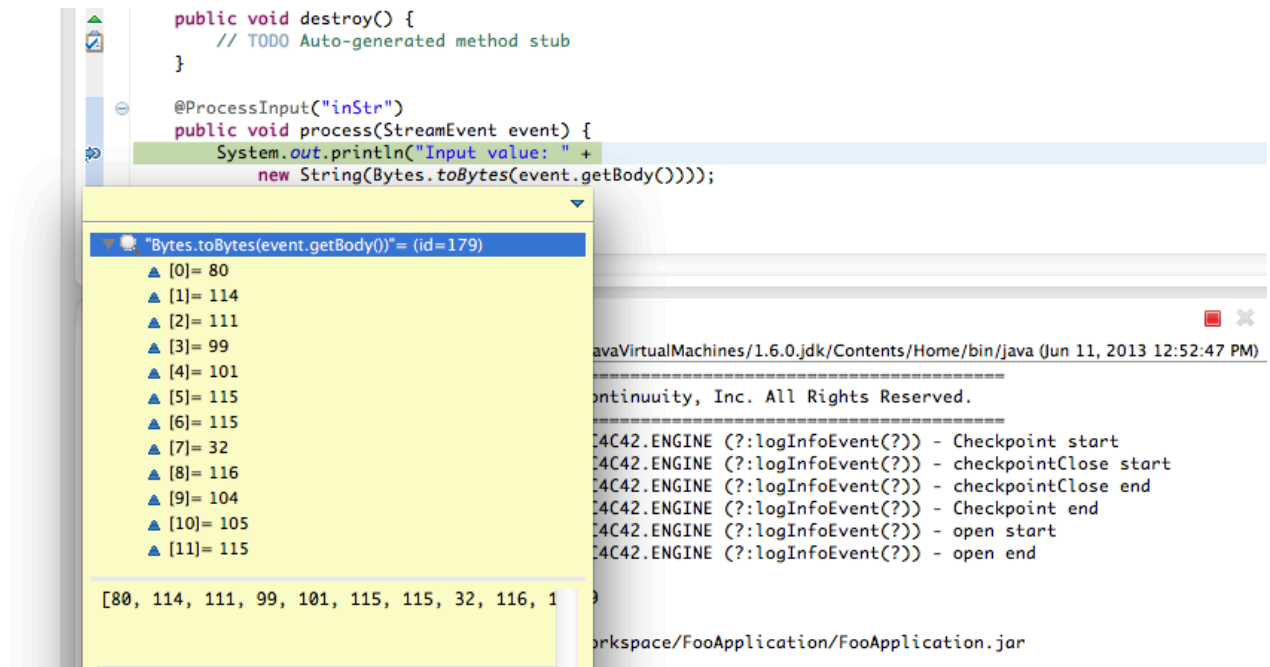 public void destroy() {
// TODO Auto-generated method stub
}
@ProcessInput("inStr")
public void process(StreamEvent event) {
System.out.println("Input value: " +
new String(Bytes.toBytes(event.getBody())));
"Bytes.toBytes(event.getBody())"= (id=179)
[0]= 80
[1]= 114
[2]= 111
[3]= 99
[4]= 101
[5]= 115
[6]= 115
[7]= 32
[8]= 116
[9]= 104
[10]= 105
[11]= 115
[80, 114, 111, 99, 101, 115, 115, 32, 116, 1
avaVirtualMachines/1.6.0.jdk/Contents/Home/bin/java (Jun 11, 2013 12:52:47 PM)
==========================================
ontinuuity, Inc. All Rights Reserved.
==========================================
C4C42.ENGINE (?:logInfoEvent(?)) - Checkpoint start
C4C42.ENGINE (?:logInfoEvent(?)) - checkpointClose start
C4C42.ENGINE (?:logInfoEvent(?)) - checkpointClose end
C4C42.ENGINE (?:logInfoEvent(?)) - Checkpoint end
C4C42.ENGINE (?:logInfoEvent(?)) - open start
C4C42.ENGINE (?:logInfoEvent(?)) - open end
orkspace/FooApplication/FooApplication.jar